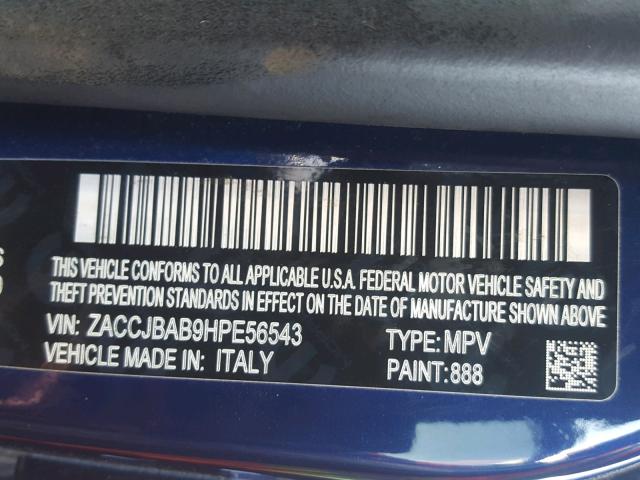 THIS VEHICLE CONFORMS TO ALL APPLICABLE U.S.A. FEDERAL MOTOR VEHICLE SAFETY AND
THEFT PREVENTION STANDARDS IN EFFECT ON THE DATE OF MANUFACTURE SHOWN ABOVE
VIN: ZACCJBAB9HPE56543 TYPE: MPV
VEHICLE MADE IN: ITALY PAINT:888